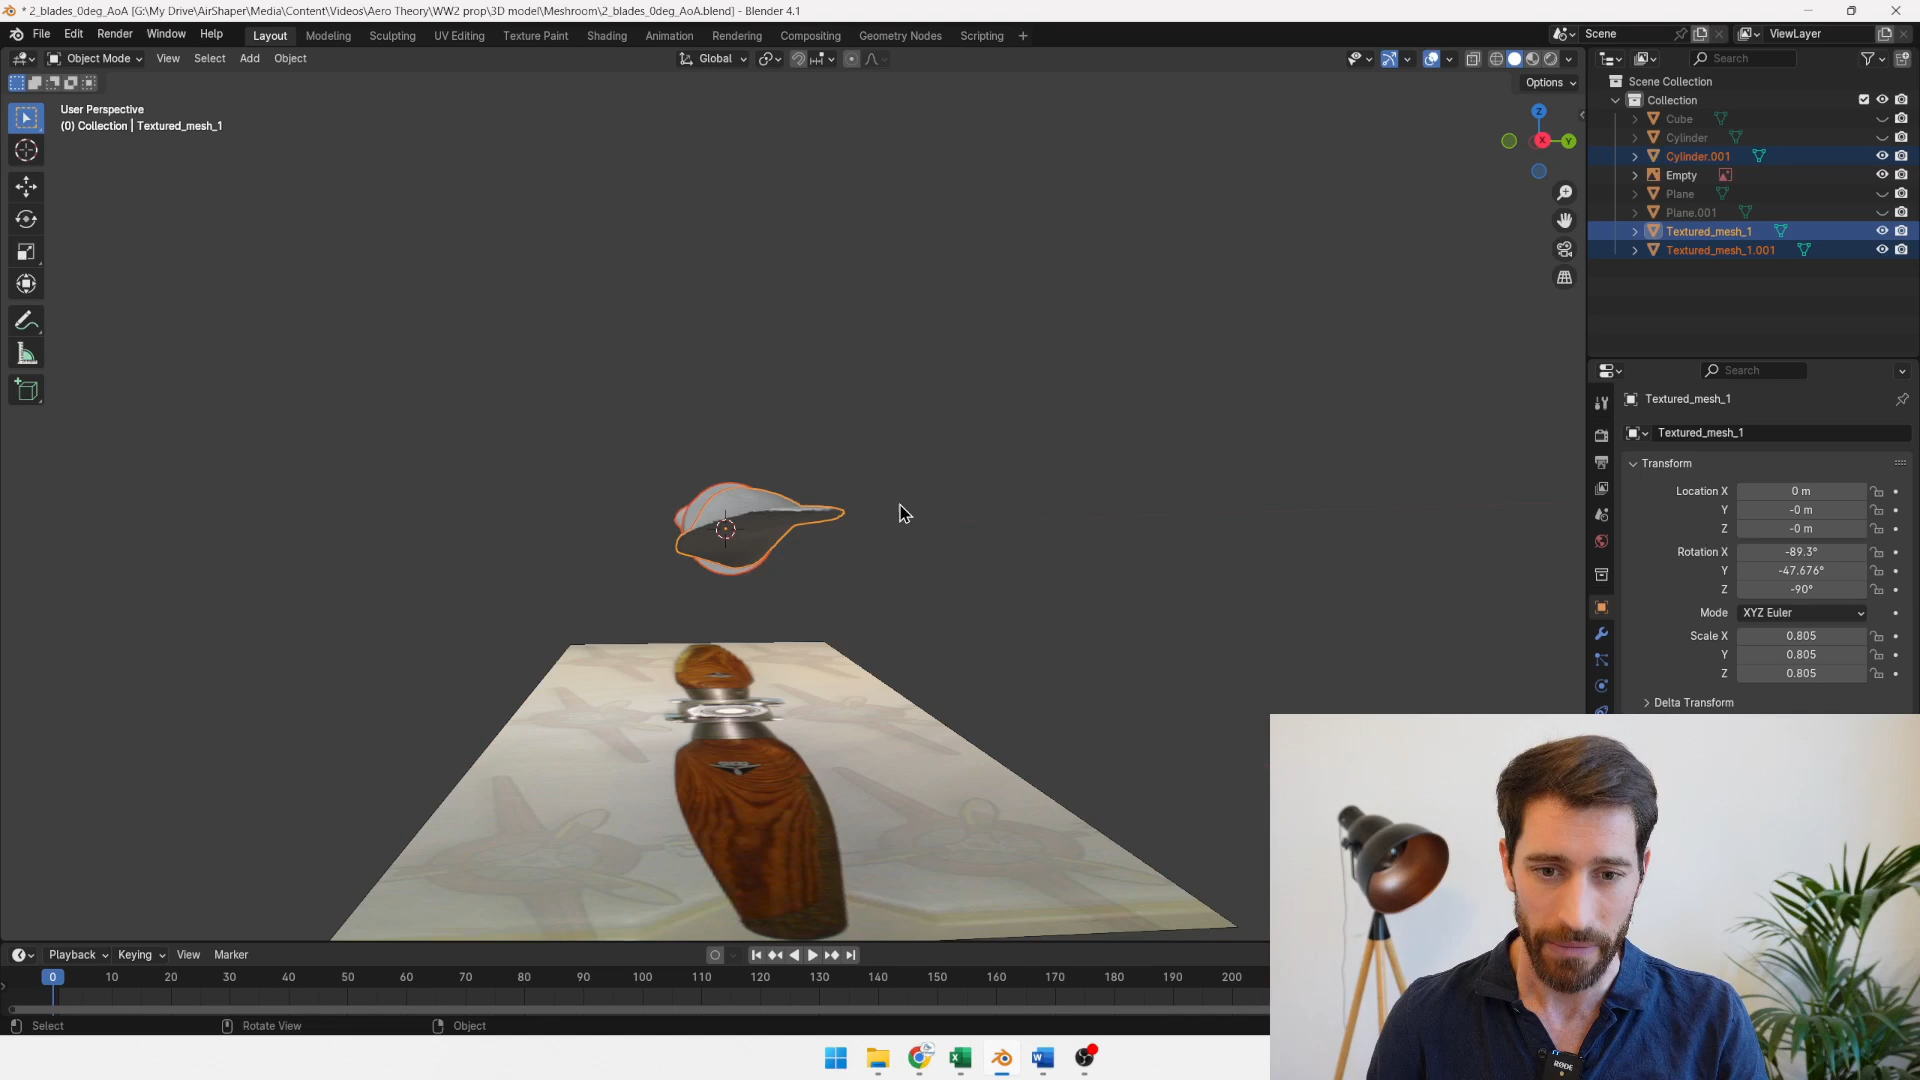 * 2_blades_0deg_AoA [G:\My Drive\AirShaper\Media\Content\Videos\Aero Theory\WW2 prop\3D model\Meshroom\2_blades_0deg_AoA.blend] - Blender 4.1
File Edit Render Window Help Layout Modeling Sculpting UV Editing Texture Paint Shading Animation Rendering Compositing Geometry Nodes Scripting + Scene ViewLayer
Object Mode View Select Add Object Global Search
Options
User Perspective
(0) Collection | Textured_mesh_1
Z
X
Y
Scene Collection
Collection
Cube
Cylinder
Cylinder.001
Empty
Plane
Plane.001
Textured_mesh_1
Textured_mesh_1.001
Search
Textured_mesh_1
Textured_mesh_1
Transform
Location X 0 m
Y -0 m
Z -0 m
Rotation X -89.3°
Y -47.676°
Z -90°
Mode XYZ Euler
Scale X 0.805
Y 0.805
Z 0.805
Delta Transform
Playback Keying View Marker
0 10 20 30 40 50 60 70 80 90 100 110 120 130 140 150 160 170 180 190 200
Select Rotate View Object
RØDE